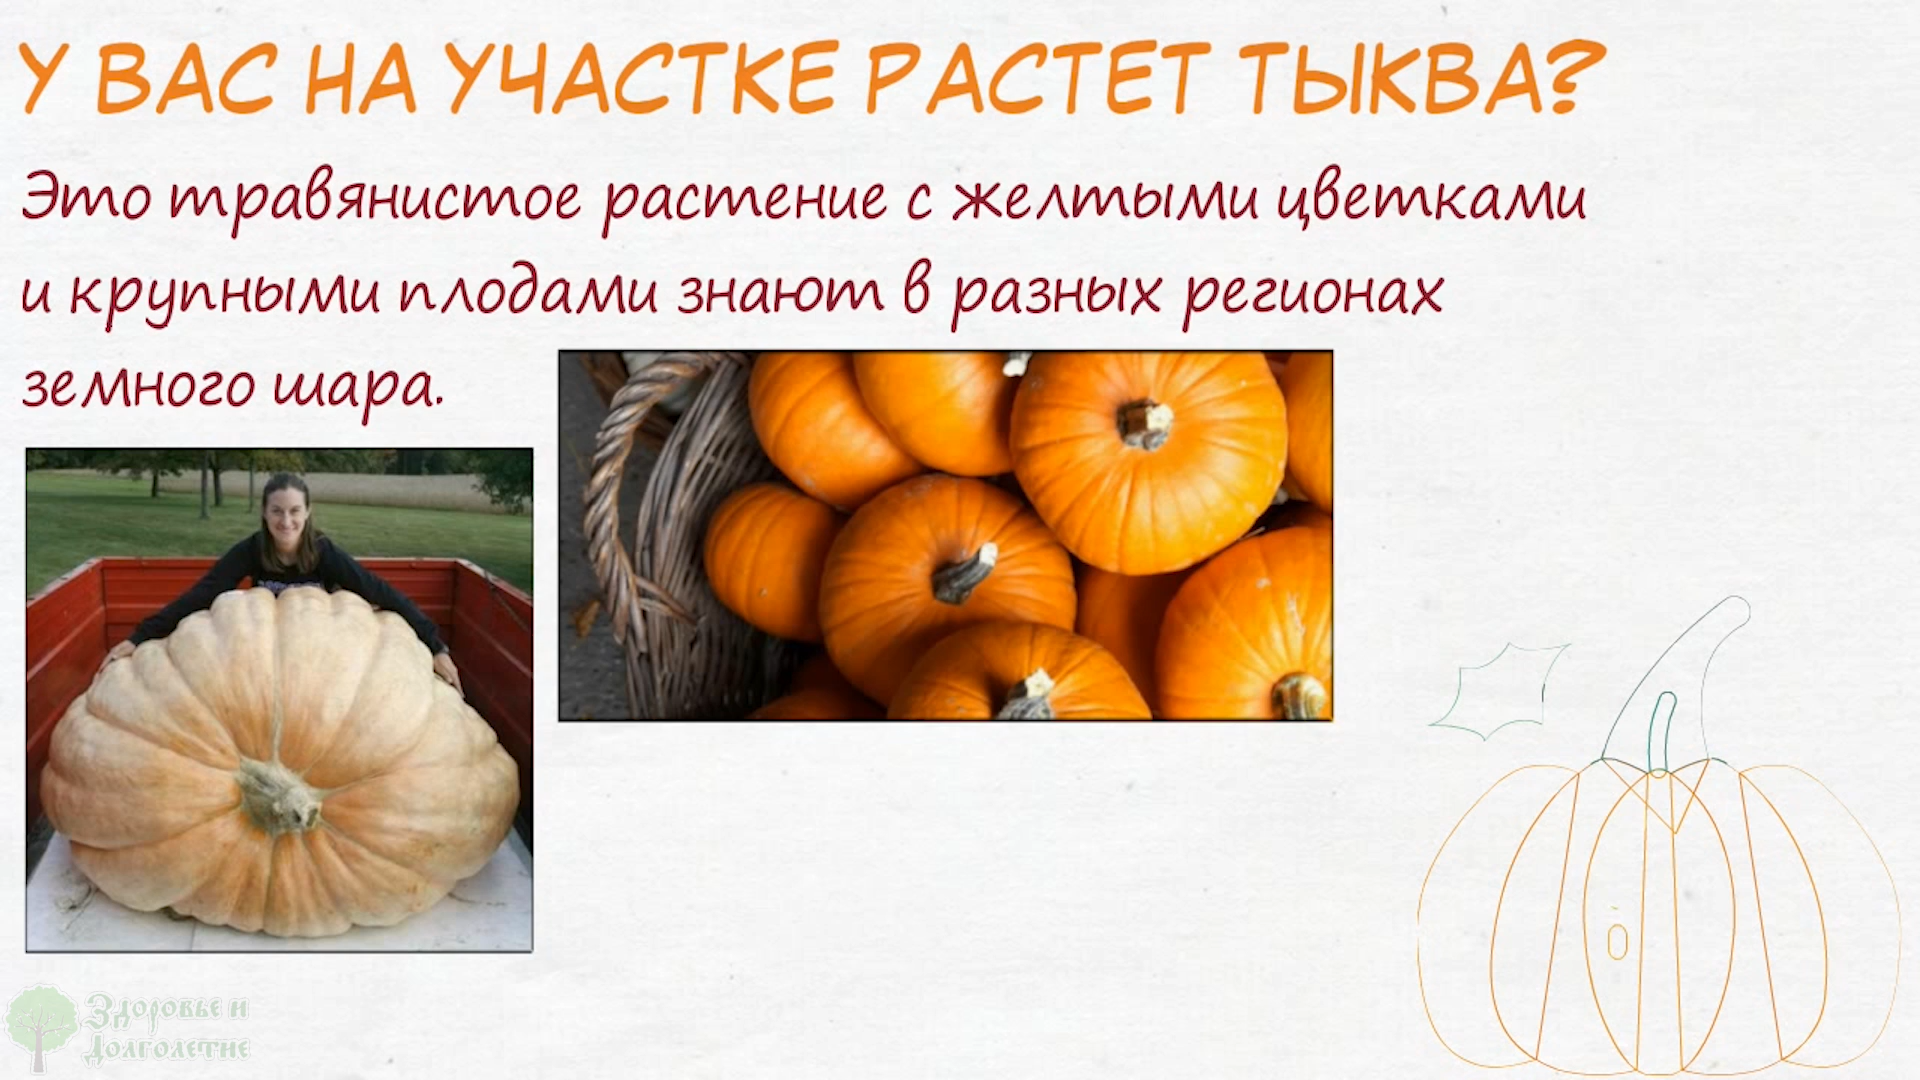 У ВАС НА УЧАСТКЕ РАСТЕТ ТЫКВА?
Это травянистое растение с желтыми цветками
и крупными плодами знают в разных регионах
земного шара.
Здоровье и
Долголетие